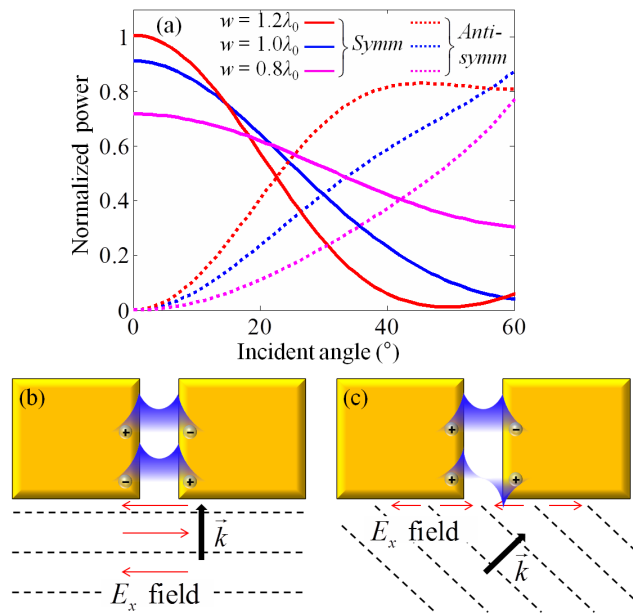 (a)
w = 1.2λ₀
w = 1.0λ₀ Symm Anti-symm
w = 0.8λ₀
Normalized power
1
0.8
0.6
0.4
0.2
0
0 20 40 60
Incident angle (°)
(b)
+ −
− +
k⃗
Eₓ field
(c)
+ −
+ +
Eₓ field
k⃗